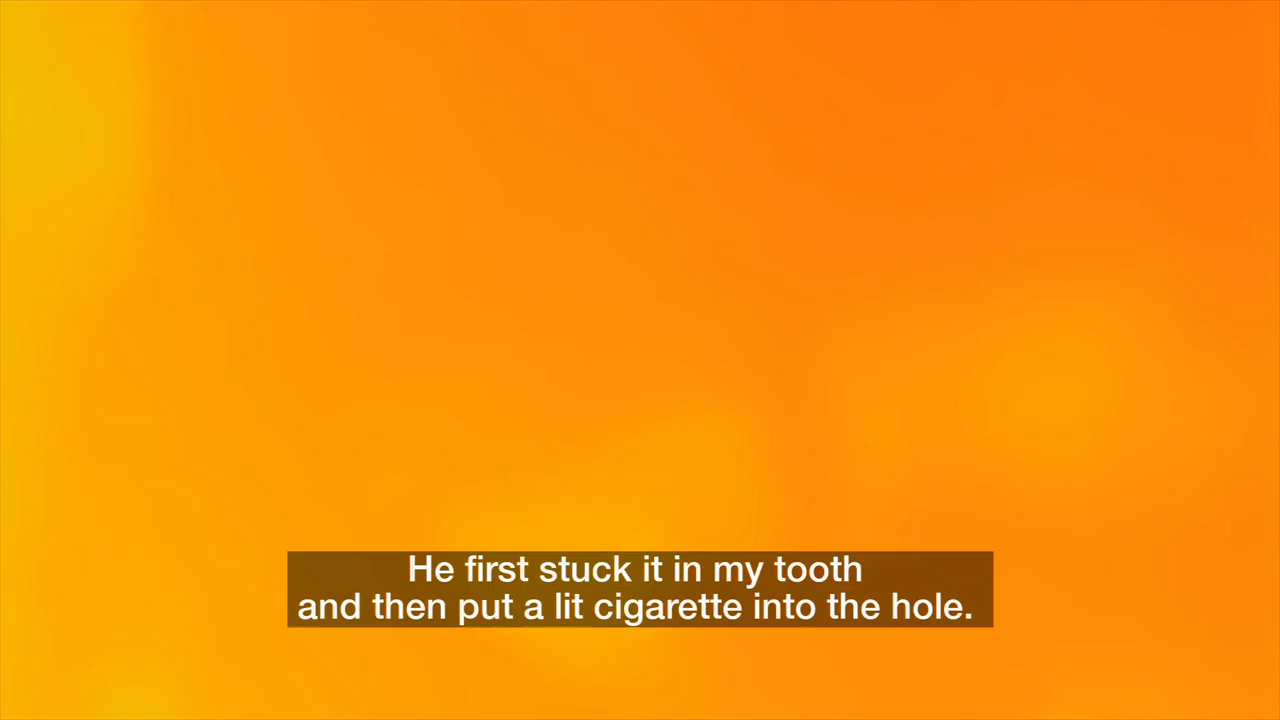 He first stuck it in my tooth
and then put a lit cigarette into the hole.